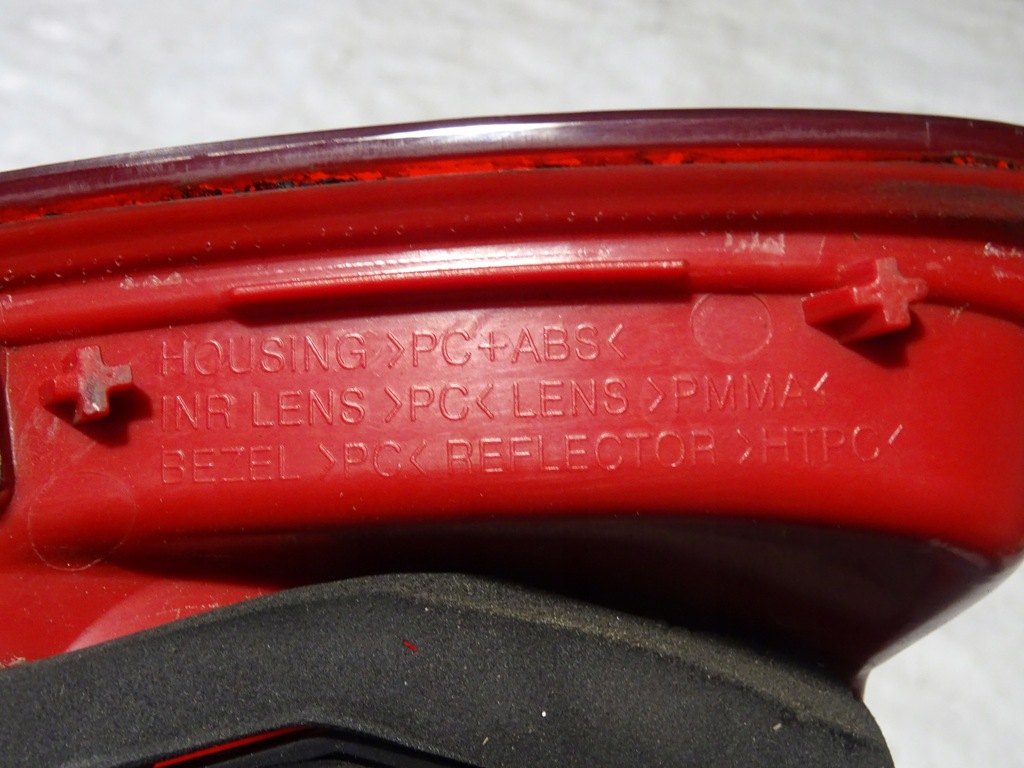 HOUSING >PC+ABS<
INR LENS >PC< LENS >PMMA<
BEZEL >PC< REFLECTOR >HTPC<